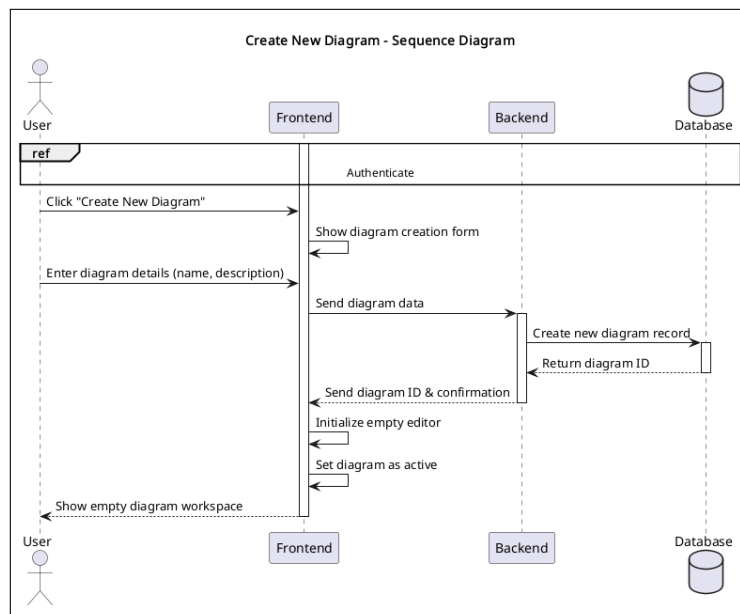 Create New Diagram - Sequence Diagram
User
Frontend
Backend
Database
ref
Authenticate
Click "Create New Diagram"
Show diagram creation form
Enter diagram details (name, description)
Send diagram data
Create new diagram record
Return diagram ID
Send diagram ID & confirmation
Initialize empty editor
Set diagram as active
Show empty diagram workspace
User
Frontend
Backend
Database